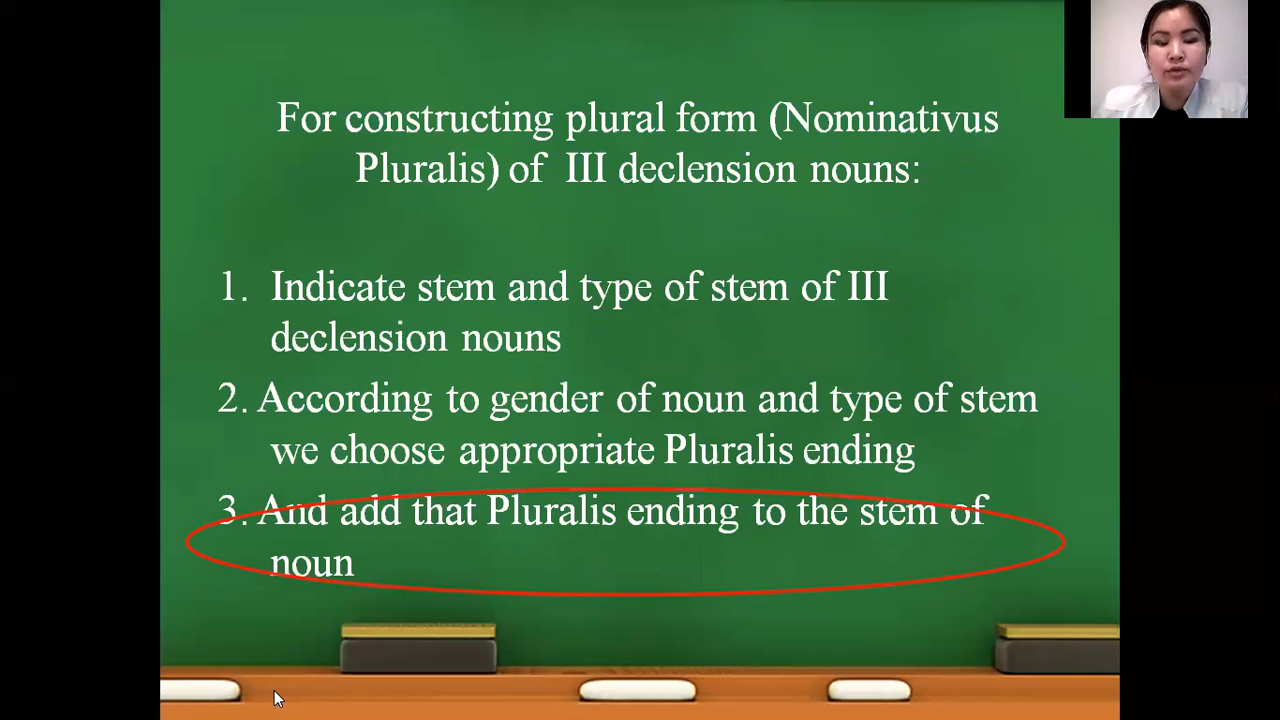 For constructing plural form (Nominativus
Pluralis) of III declension nouns:
1. Indicate stem and type of stem of III
declension nouns
2. According to gender of noun and type of stem
we choose appropriate Pluralis ending
3. And add that Pluralis ending to the stem of
noun